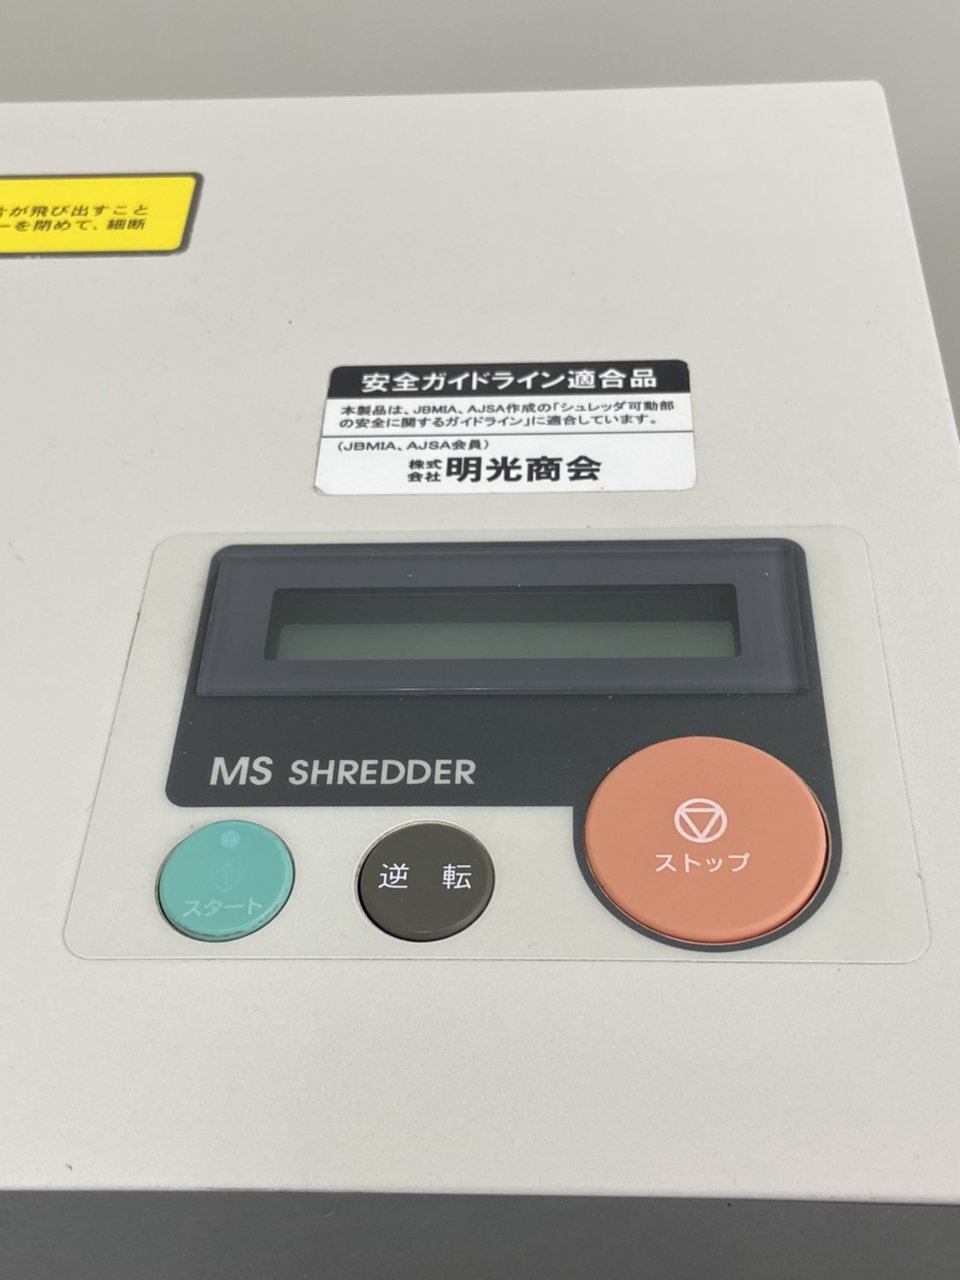 が飛び出すこと
ーを閉めて、細断
安全ガイドライン適合品
本製品は、JBMIA、AJSA作成の「シュレッダ可動部
の安全に関するガイドライン」に適合しています。
(JBMIA、AJSA会員)
株式会社 明光商会
MS SHREDDER
スタート
逆 転
ストップ